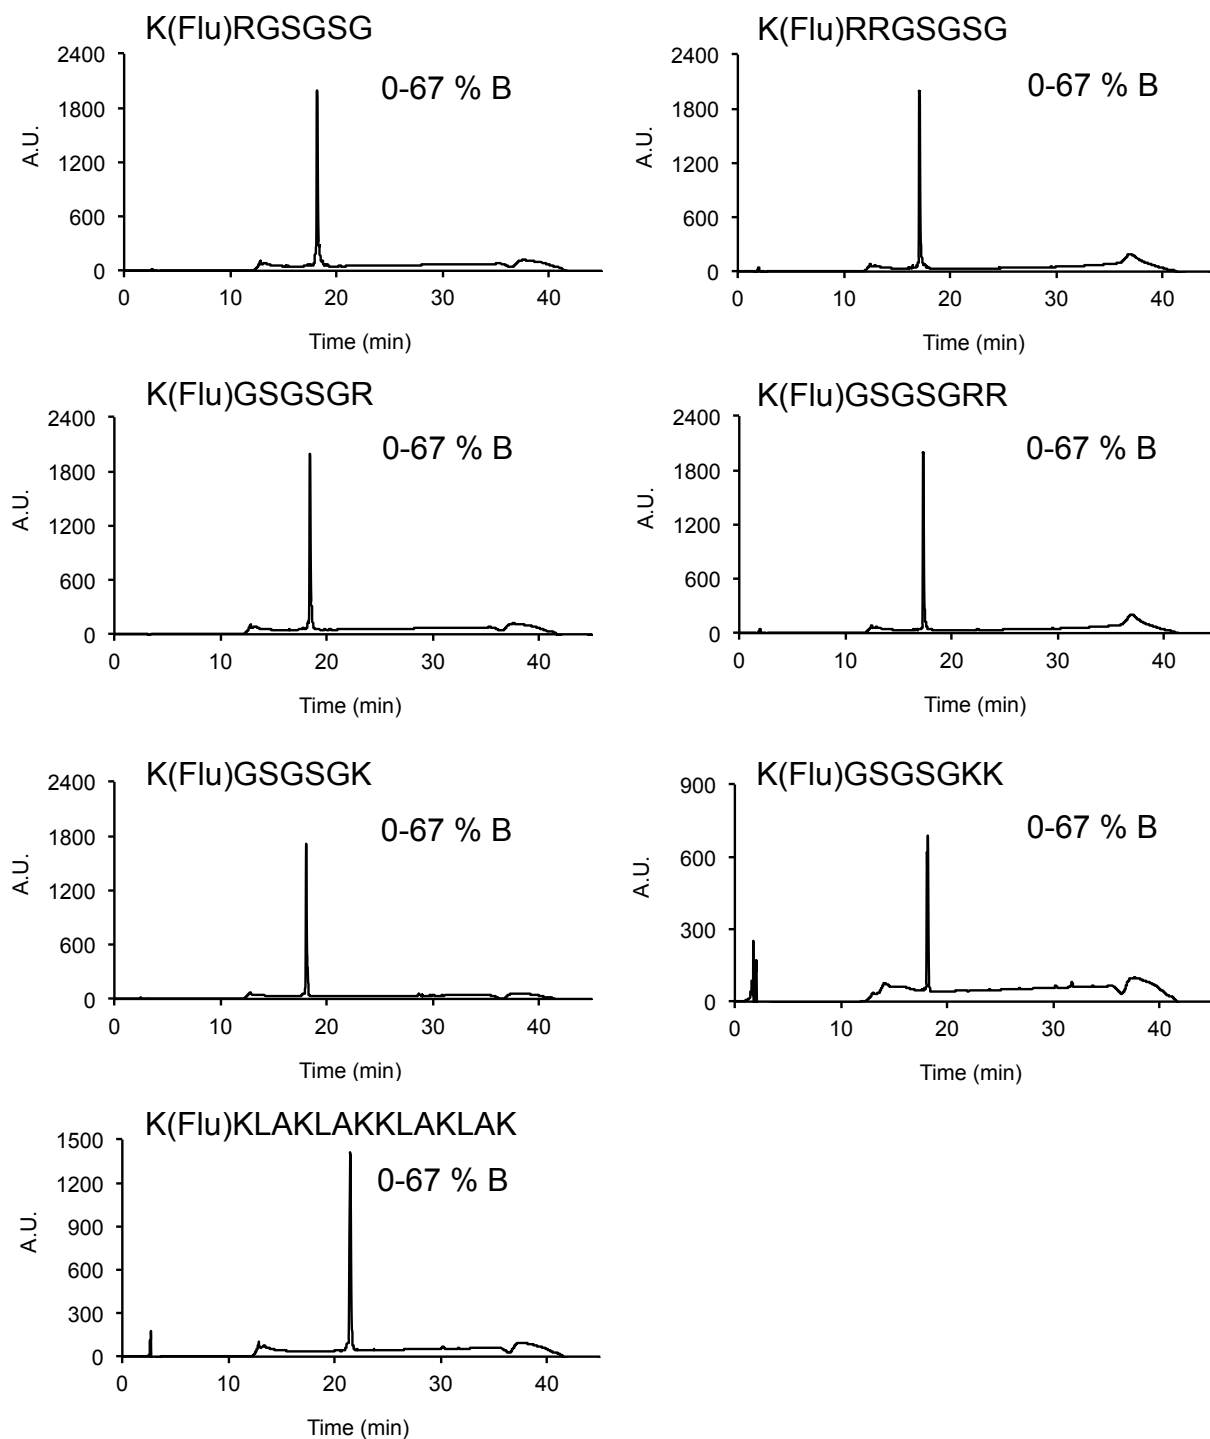 K(Flu)RGSGSG
0-67 % B
2400
1800
1200
600
0
A.U.
0 10 20 30 40
Time (min)
K(Flu)RRGSGSG
0-67 % B
2400
1800
1200
600
0
A.U.
0 10 20 30 40
Time (min)
K(Flu)GSGSGR
0-67 % B
2400
1800
1200
600
0
A.U.
0 10 20 30 40
Time (min)
K(Flu)GSGSGRR
0-67 % B
2400
1800
1200
600
0
A.U.
0 10 20 30 40
Time (min)
K(Flu)GSGSGK
0-67 % B
2400
1800
1200
600
0
A.U.
0 10 20 30 40
Time (min)
K(Flu)GSGSGKK
0-67 % B
900
600
300
0
A.U.
0 10 20 30 40
Time (min)
K(Flu)KLAKLAKKLAKLAK
0-67 % B
1500
1200
900
600
300
0
A.U.
0 10 20 30 40
Time (min)